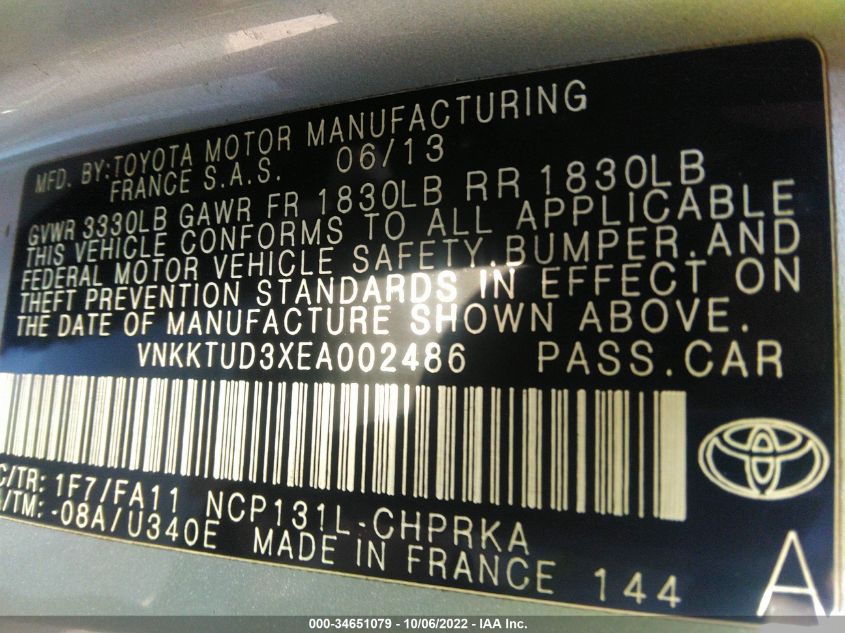 MFD. BY:TOYOTA MOTOR MANUFACTURING
FRANCE S.A.S. 06/13
GVWR 3330LB GAWR FR 1830LB RR 1830LB
THIS VEHICLE CONFORMS TO ALL APPLICABLE
FEDERAL MOTOR VEHICLE SAFETY,BUMPER,AND
THEFT PREVENTION STANDARDS IN EFFECT ON
THE DATE OF MANUFACTURE SHOWN ABOVE.
VNKKTUD3XEA002486 PASS.CAR
C/TR: 1F7/FA11 NCP131L-CHPRKA
A/TM: -08A/U340E MADE IN FRANCE 144 A
000-34651079 - 10/06/2022 - IAA Inc.